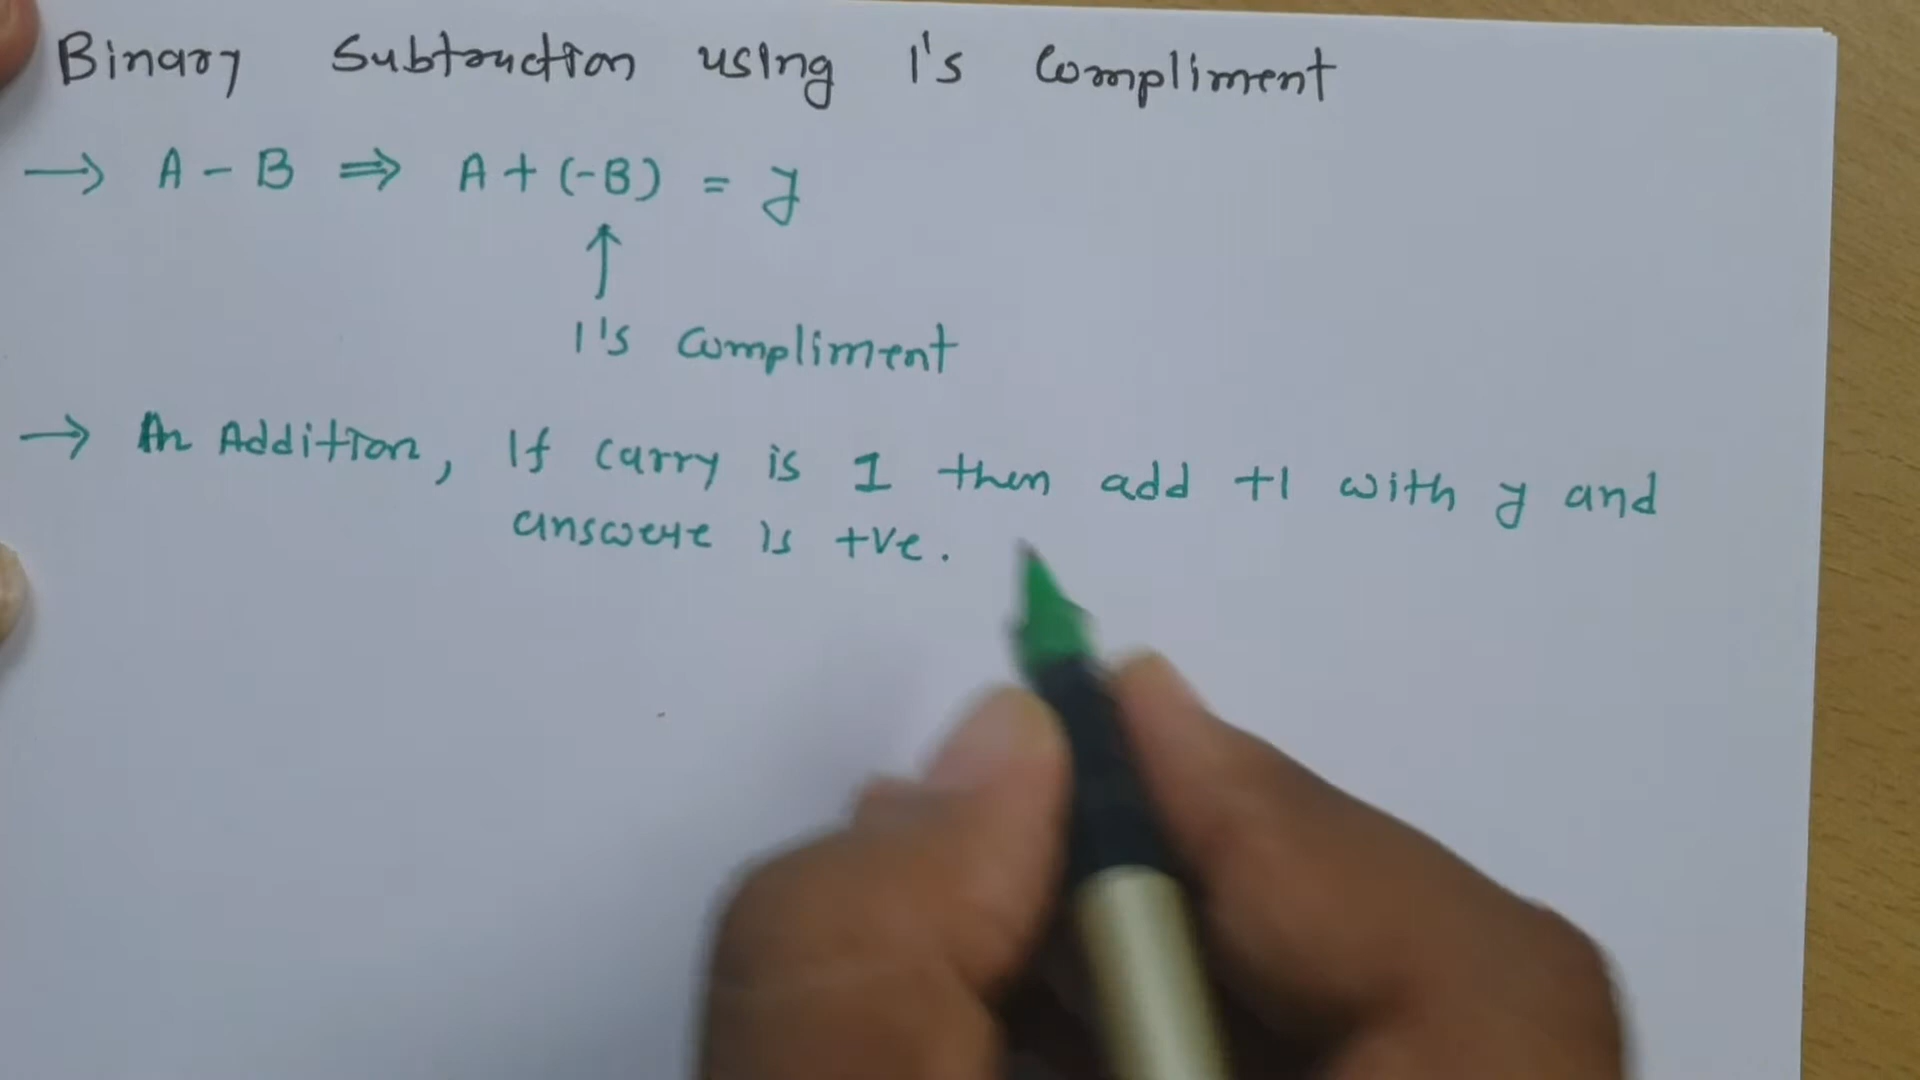 Binary Subtraction using 1's Compliment
→ A - B ⇒ A + (-B) = y
↑
1's Compliment
→ In Addition, If carry is 1 then add +1 with y and
answere is +ve.